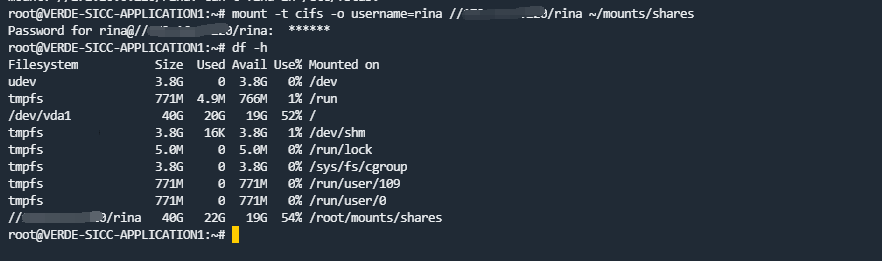 root@VERDE-SICC-APPLICATION1:~# mount -t cifs -o username=rina // /rina ~/mounts/shares
Password for rina@// /rina:  ******
root@VERDE-SICC-APPLICATION1:~# df -h
Filesystem            Size  Used Avail Use% Mounted on
udev                  3.8G     0  3.8G   0% /dev
tmpfs                 771M  4.9M  766M   1% /run
/dev/vda1              40G   20G   19G  52% /
tmpfs                 3.8G   16K  3.8G   1% /dev/shm
tmpfs                 5.0M     0  5.0M   0% /run/lock
tmpfs                 3.8G     0  3.8G   0% /sys/fs/cgroup
tmpfs                 771M     0  771M   0% /run/user/109
tmpfs                 771M     0  771M   0% /run/user/0
// /rina   40G   22G   19G  54% /root/mounts/shares
root@VERDE-SICC-APPLICATION1:~#